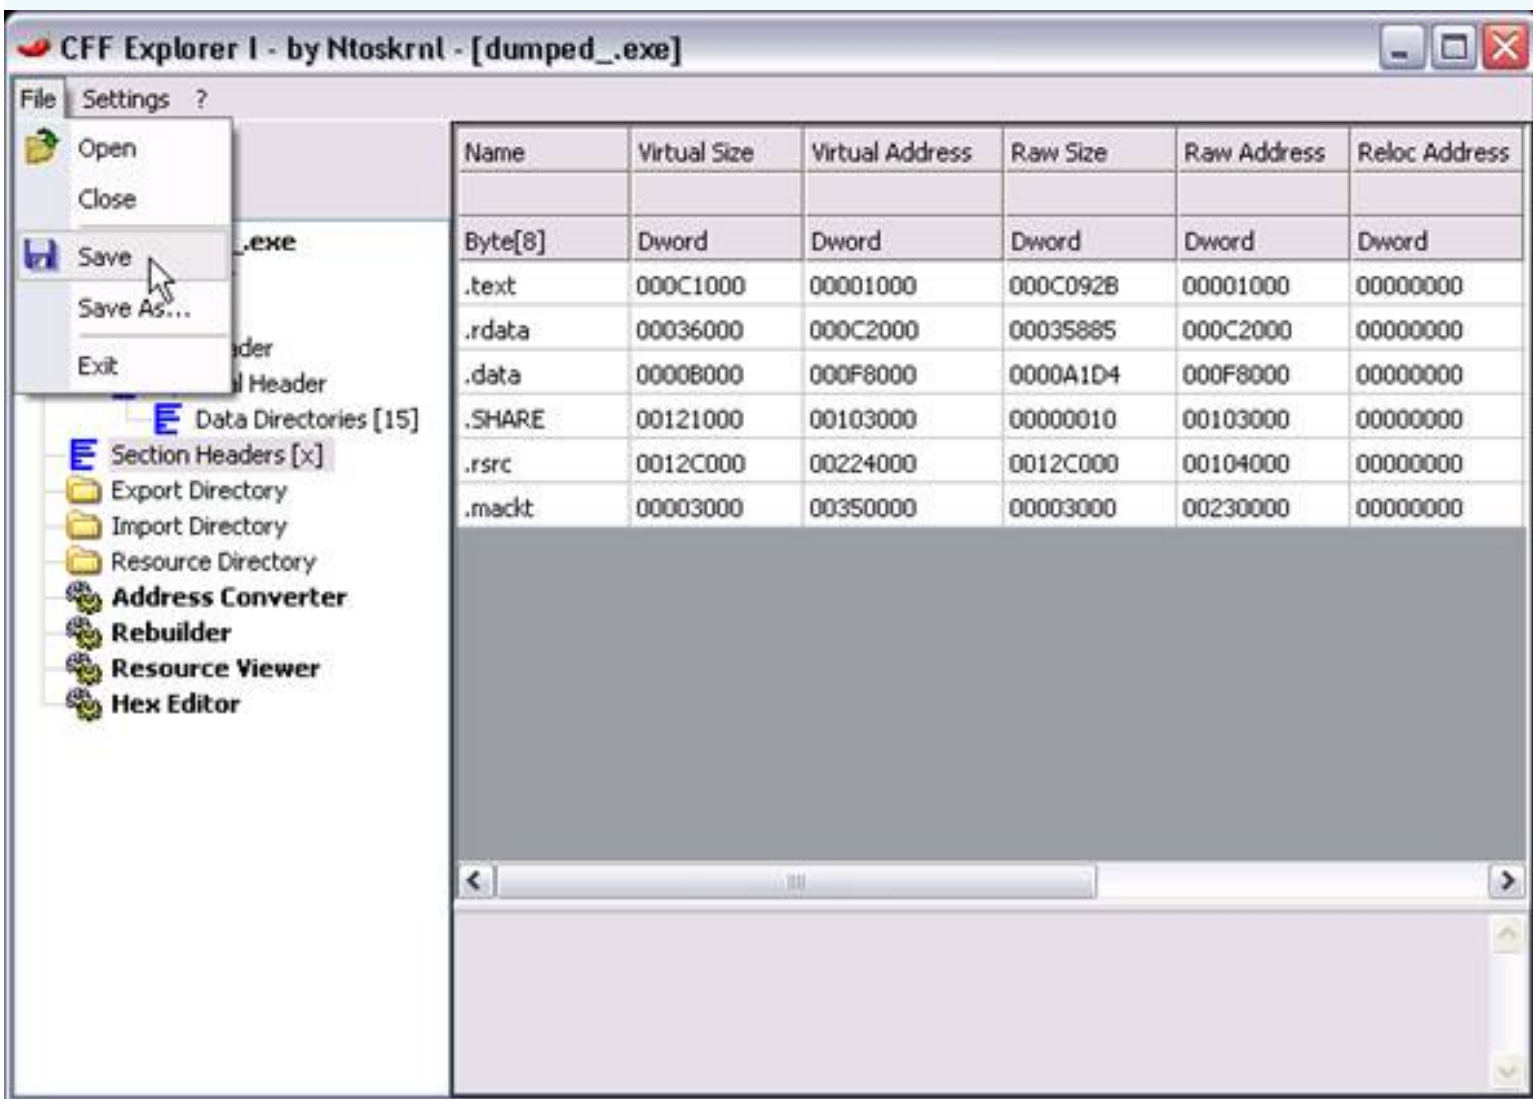 CFF Explorer I - by Ntoskrnl - [dumped_.exe]
File Settings ?
Open
Close
Save
Save As...
Exit
_.exe
ader
al Header
Data Directories [15]
Section Headers [x]
Export Directory
Import Directory
Resource Directory
Address Converter
Rebuilder
Resource Viewer
Hex Editor
Name Virtual Size Virtual Address Raw Size Raw Address Reloc Address
Byte[8] Dword Dword Dword Dword Dword
.text 000C1000 00001000 000C092B 00001000 00000000
.rdata 00036000 000C2000 00035885 000C2000 00000000
.data 0000B000 000F8000 0000A1D4 000F8000 00000000
.SHARE 00121000 00103000 00000010 00103000 00000000
.rsrc 0012C000 00224000 0012C000 00104000 00000000
.mackt 00003000 00350000 00003000 00230000 00000000